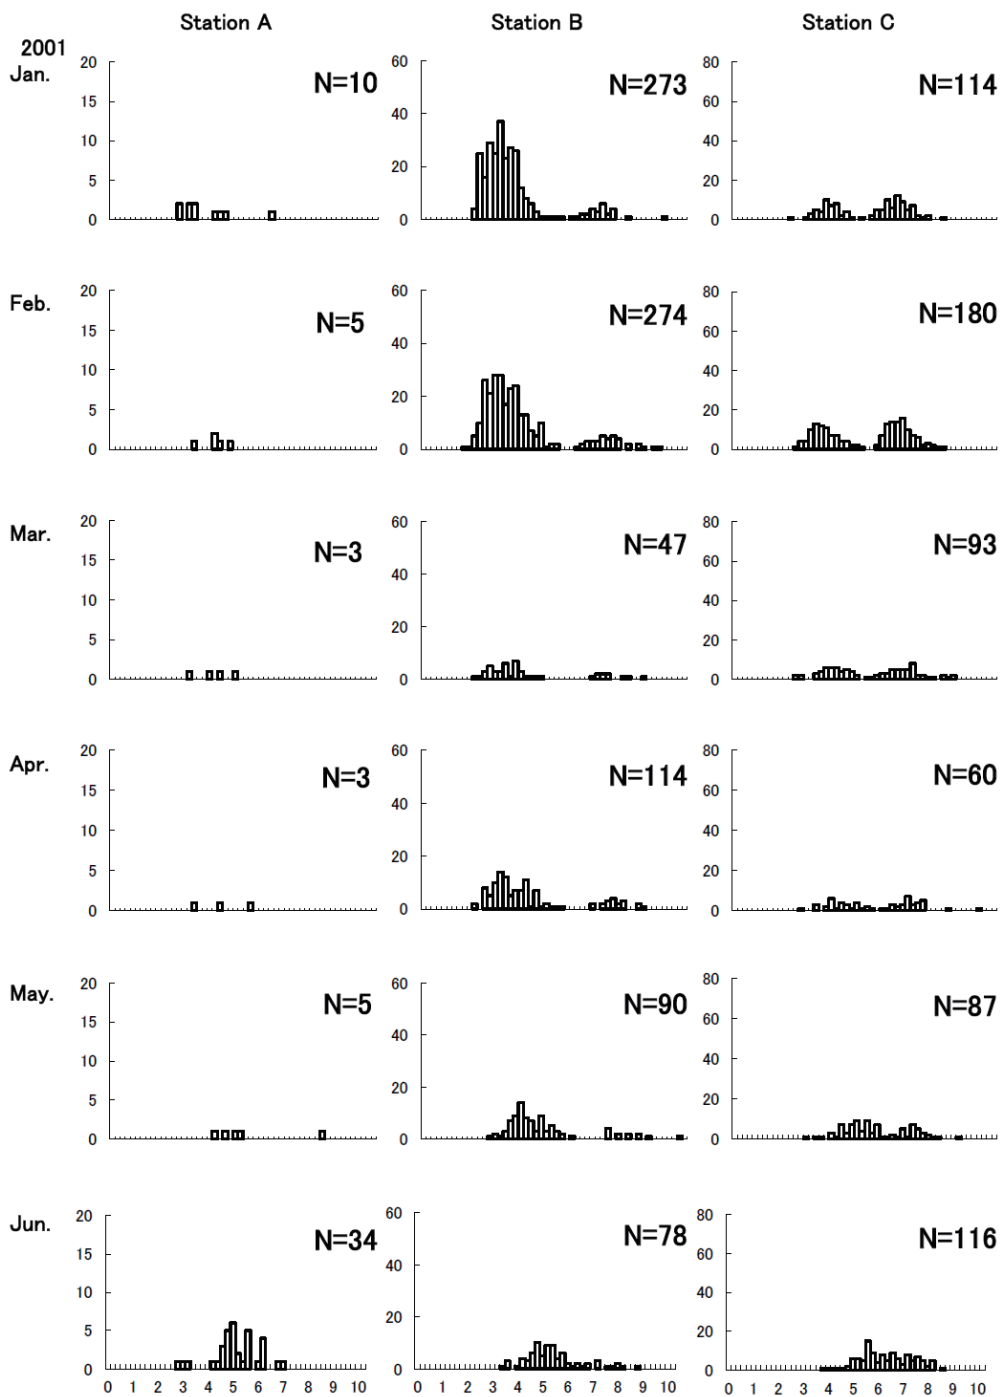 Station A Station B Station C
2001
Jan.
20 15 10 5 0 N=10
60 40 20 0 N=273
80 60 40 20 0 N=114
Feb.
20 15 10 5 0 N=5
60 40 20 0 N=274
80 60 40 20 0 N=180
Mar.
20 15 10 5 0 N=3
60 40 20 0 N=47
80 60 40 20 0 N=93
Apr.
20 15 10 5 0 N=3
60 40 20 0 N=114
80 60 40 20 0 N=60
May.
20 15 10 5 0 N=5
60 40 20 0 N=90
80 60 40 20 0 N=87
Jun.
20 15 10 5 0 N=34
60 40 20 0 N=78
80 60 40 20 0 N=116
0 1 2 3 4 5 6 7 8 9 10 0 1 2 3 4 5 6 7 8 9 10 0 1 2 3 4 5 6 7 8 9 10